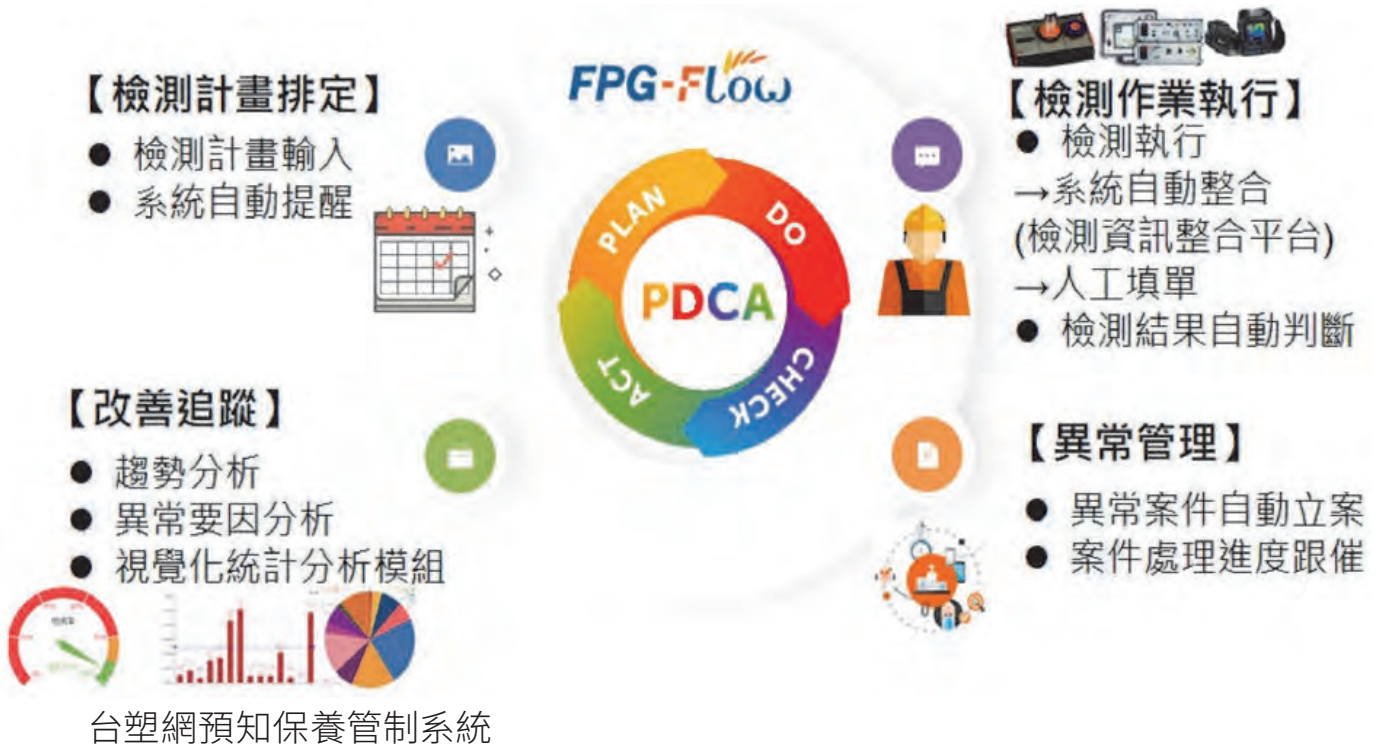 FPG-Flow
【檢測計畫排定】
● 檢測計畫輸入
● 系統自動提醒
【檢測作業執行】
● 檢測執行
→系統自動整合
(檢測資訊整合平台)
→人工填單
● 檢測結果自動判斷
PLAN
DO
PDCA
ACT
CHECK
【改善追蹤】
● 趨勢分析
● 異常要因分析
● 視覺化統計分析模組
【異常管理】
● 異常案件自動立案
● 案件處理進度跟催
台塑網預知保養管制系統